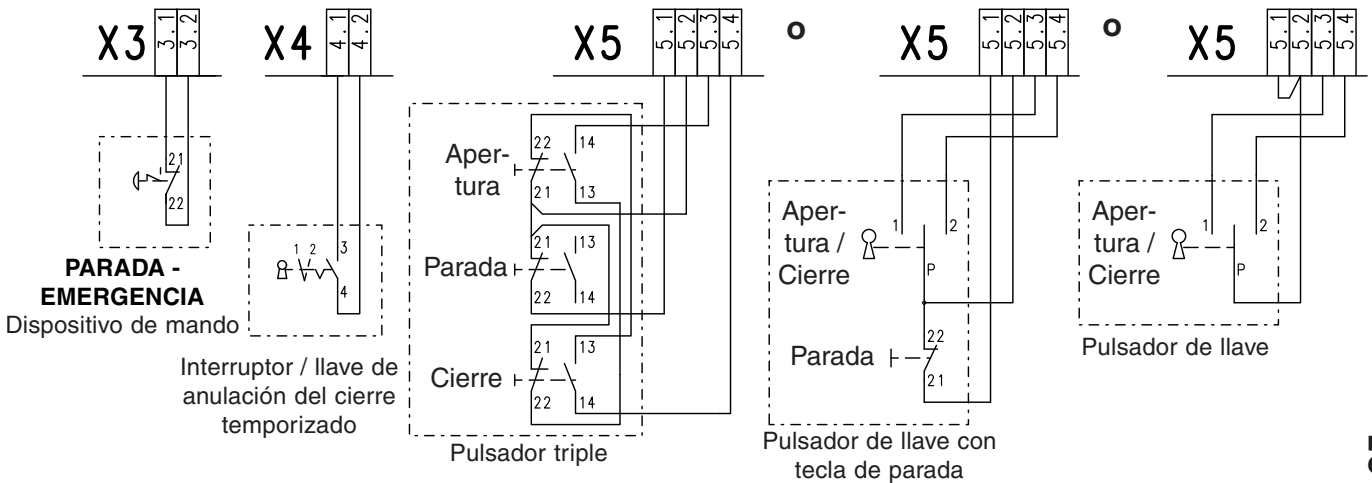 X3 3.1 3.2
X4 4.1 4.2
X5 5.1 5.2 5.3 5.4
o
X5 5.1 5.2 5.3 5.4
o
X5 5.1 5.2 5.3 5.4
21
22
PARADA -
EMERGENCIA
Dispositivo de mando
1 2 3
4
Interruptor / llave de
anulación del cierre
temporizado
Aper-
tura
22 14
21 13
Parada
21 13
22 14
Cierre
21 13
22 14
Pulsador triple
Aper-
tura /
Cierre
1 2
P
Parada
22
21
Pulsador de llave con
tecla de parada
Aper-
tura /
Cierre
1 2
P
Pulsador de llave